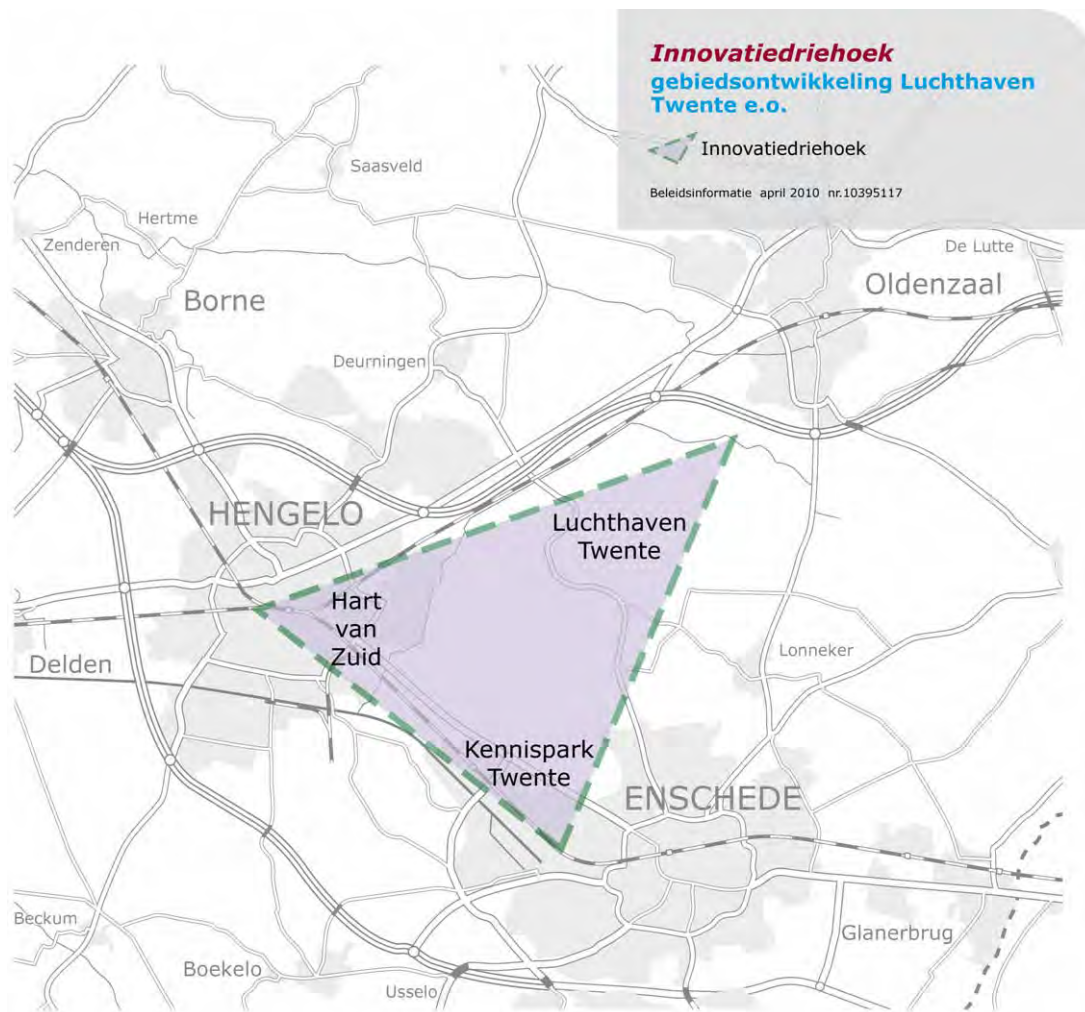 Innovatiedriehoek
gebiedsontwikkeling Luchthaven
Twente e.o.
Innovatiedriehoek
Beleidsinformatie april 2010 nr.10395117
Saasveld
Hertme
Zenderen
De Lutte
Oldenzaal
Borne
Deurningen
HENGELO
Luchthaven
Twente
Hart
van
Zuid
Delden
Lonneker
Kennispark
Twente
ENSCHEDE
Beckum
Glanerbrug
Boekelo
Usselo